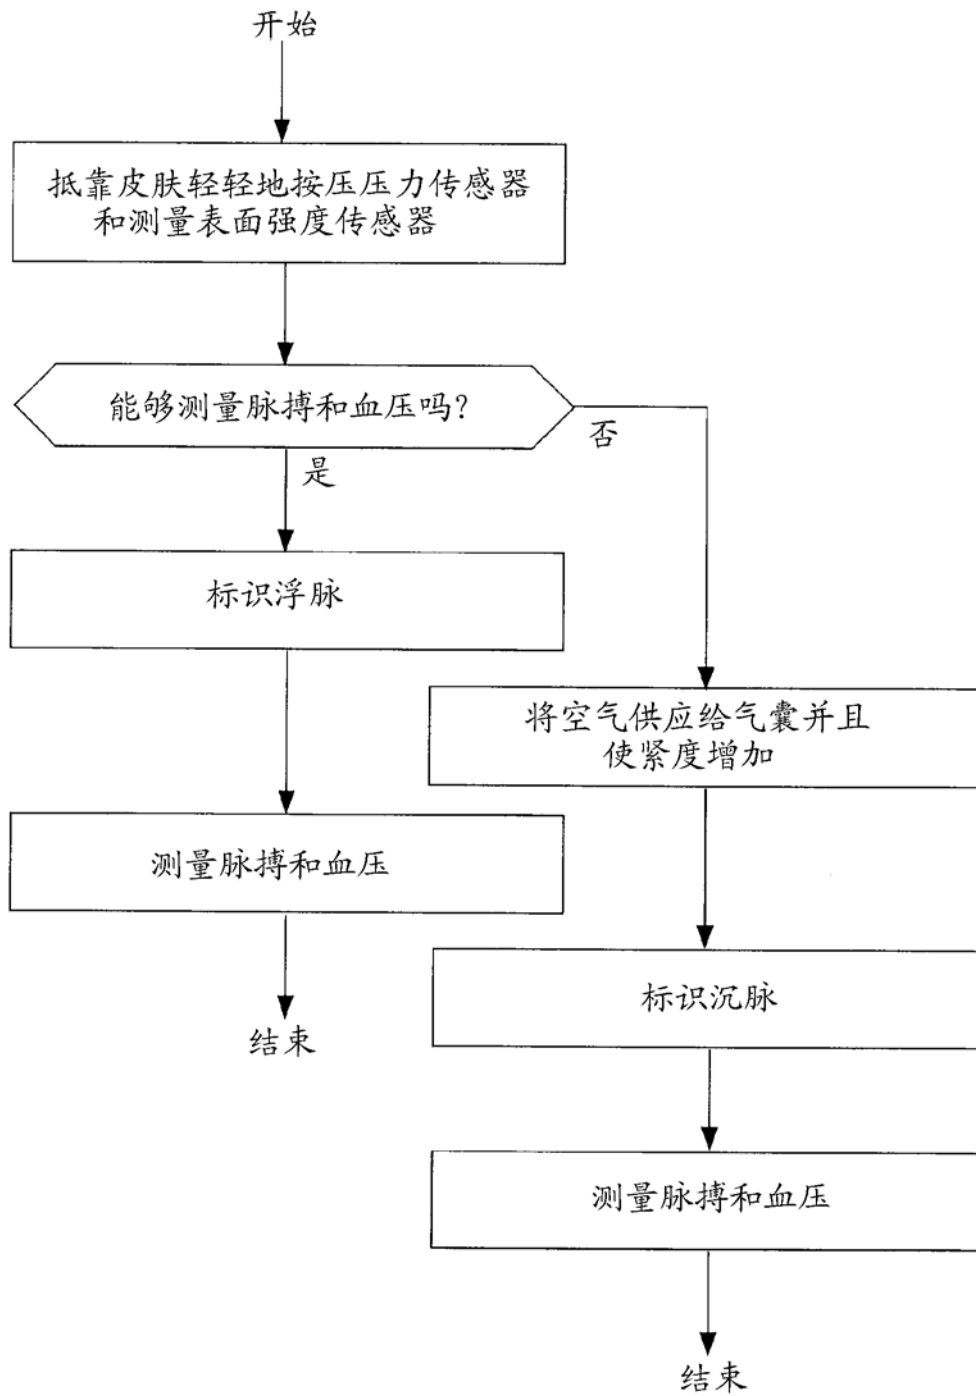 开始
抵靠皮肤轻轻地按压压力传感器
和测量表面强度传感器
能够测量脉搏和血压吗?
否
是
标识浮脉
将空气供应给气囊并且
使紧度增加
测量脉搏和血压
标识沉脉
结束
测量脉搏和血压
结束